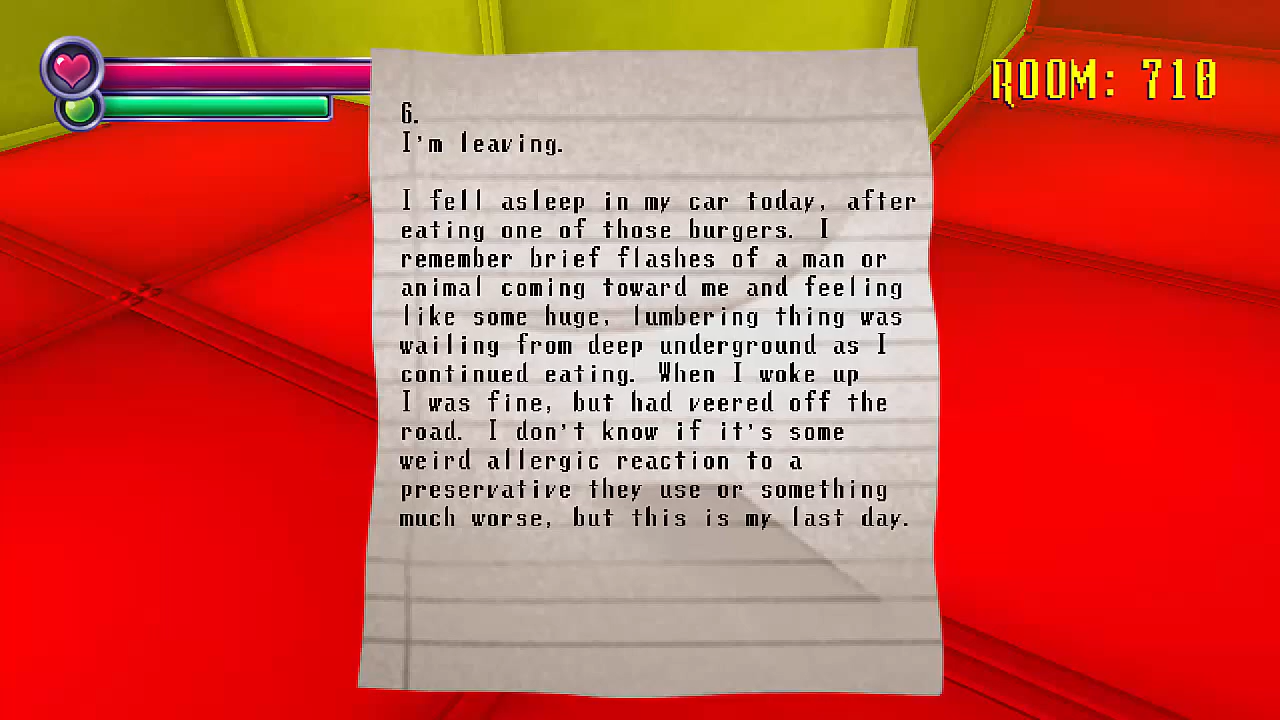 ROOM: 710
6.
I'm leaving.
I fell asleep in my car today, after
eating one of those burgers. I
remember brief flashes of a man or
animal coming toward me and feeling
like some huge, lumbering thing was
wailing from deep underground as I
continued eating. When I woke up
I was fine, but had veered off the
road. I don't know if it's some
weird allergic reaction to a
preservative they use or something
much worse, but this is my last day.